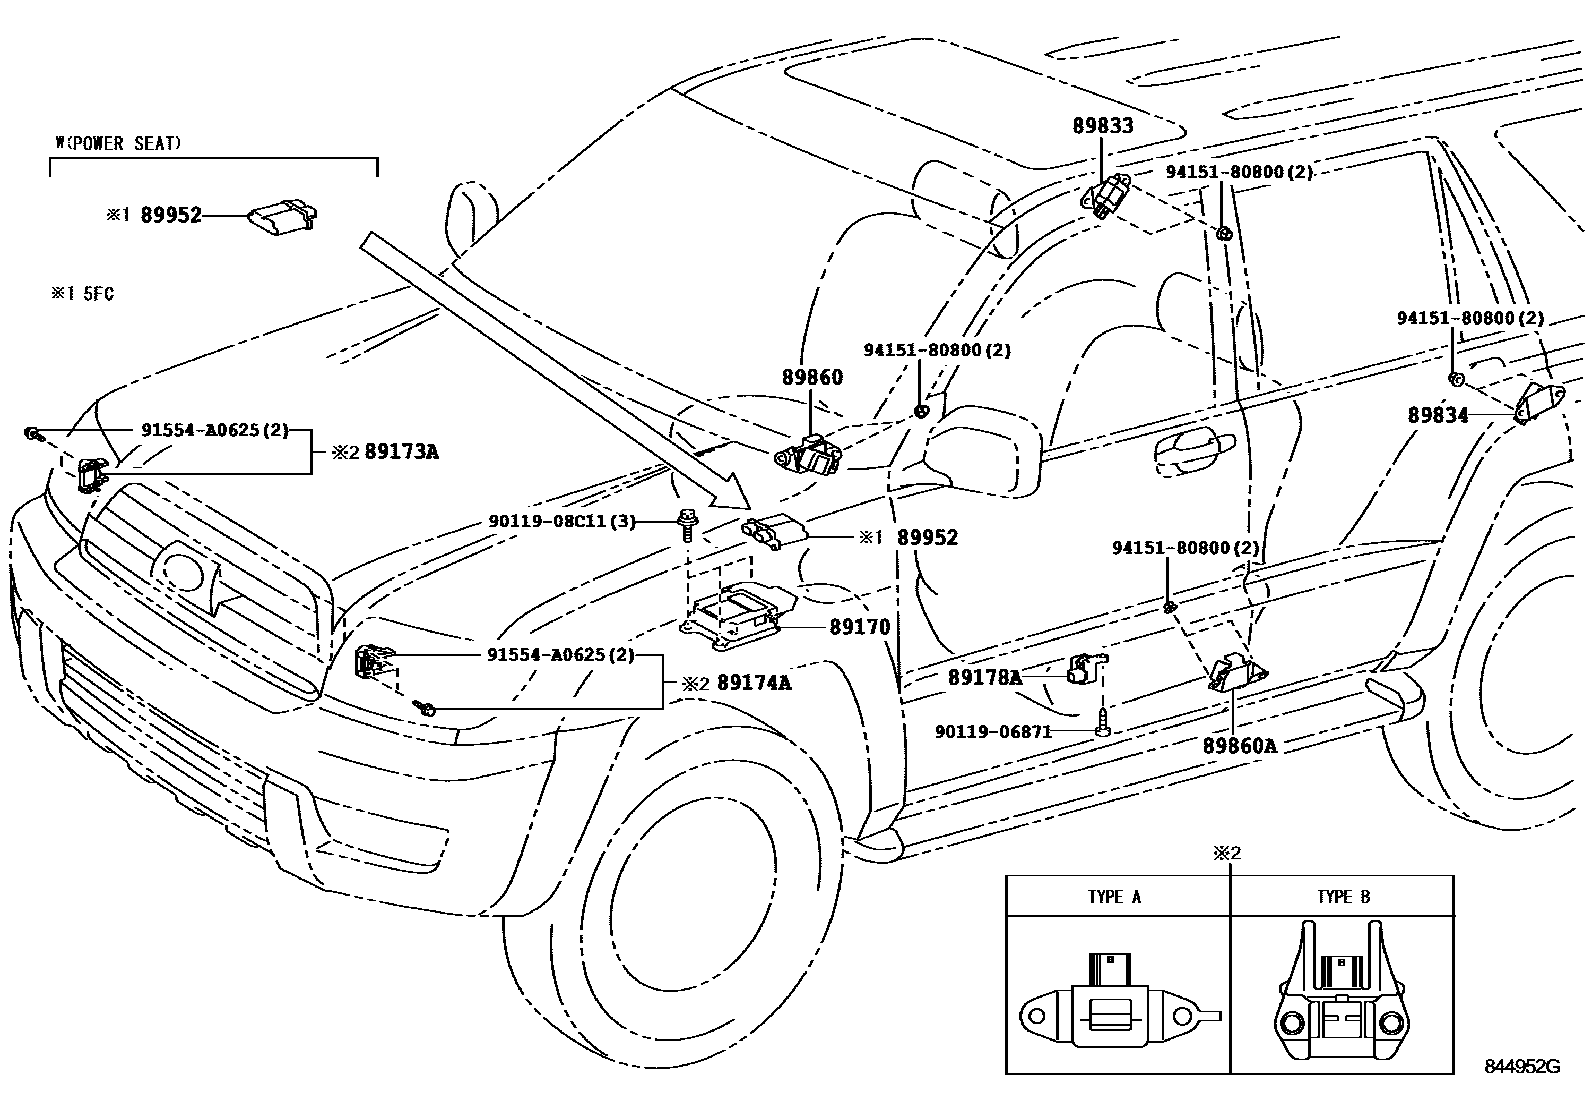 89833
W(POWER SEAT)
94151-80800(2)
※1 89952
※1 5FC
94151-80800(2)
94151-80800(2)
89860
89834
91554-A0625(2)
※2 89173A
90119-08C11(3)
※1 89952
94151-80800(2)
89170
91554-A0625(2)
89178A
※2 89174A
90119-06871
89860A
※2
TYPE A
TYPE B
844952G